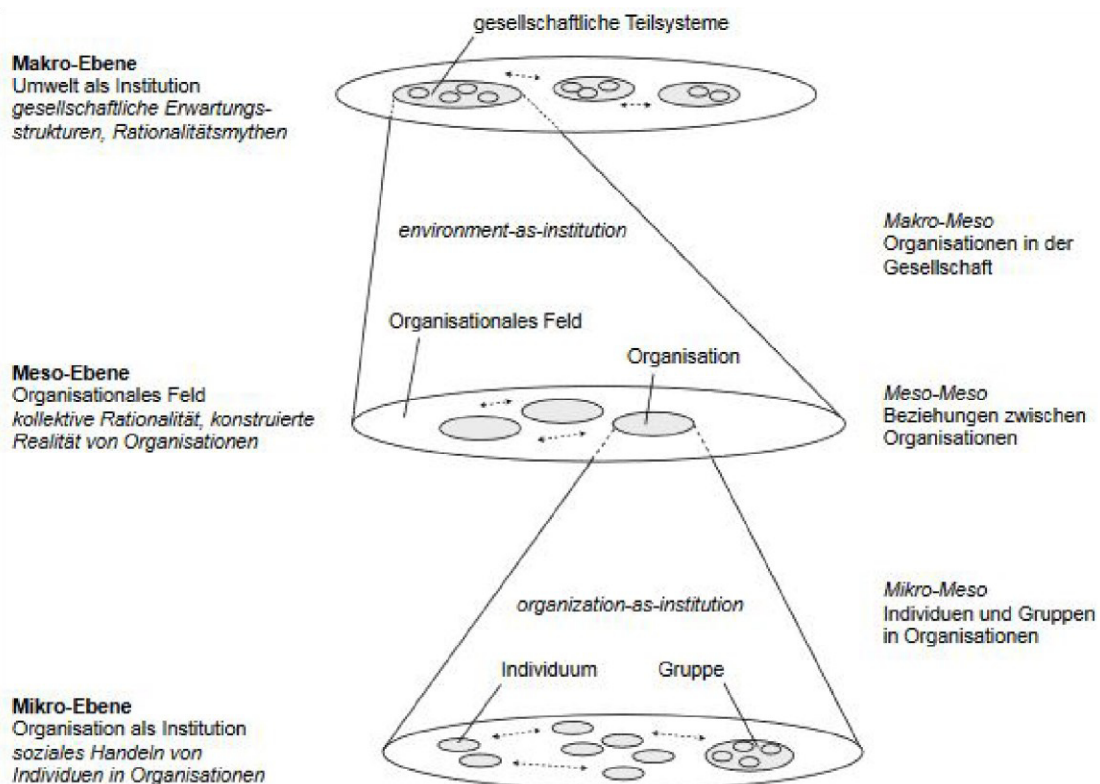 gesellschaftliche Teilsysteme
Makro-Ebene
Umwelt als Institution
gesellschaftliche Erwartungs-
strukturen, Rationalitätsmythen
environment-as-institution
Makro-Meso
Organisationen in der
Gesellschaft
Organisationales Feld
Organisation
Meso-Ebene
Organisationales Feld
kollektive Rationalität, konstruierte
Realität von Organisationen
Meso-Meso
Beziehungen zwischen
Organisationen
organization-as-institution
Mikro-Meso
Individuen und Gruppen
in Organisationen
Individuum
Gruppe
Mikro-Ebene
Organisation als Institution
soziales Handeln von
Individuen in Organisationen